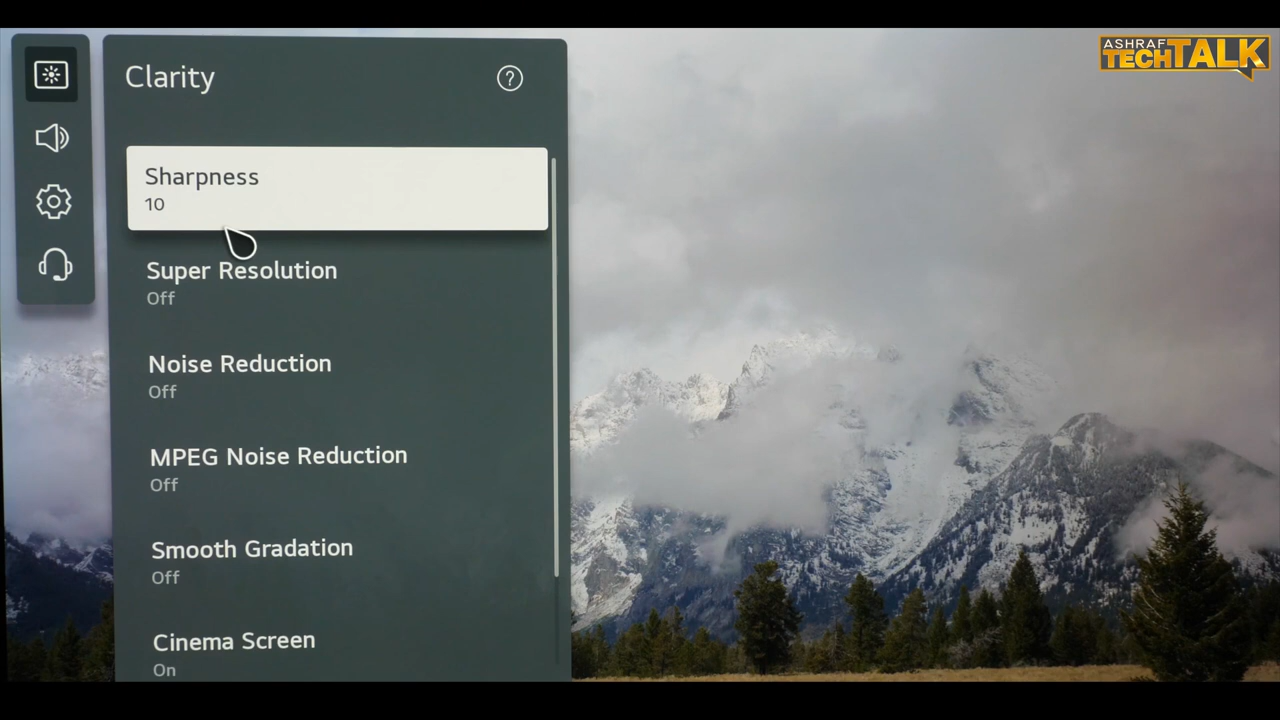 Clarity
?
Sharpness
10
Super Resolution
Off
Noise Reduction
Off
MPEG Noise Reduction
Off
Smooth Gradation
Off
Cinema Screen
On
ASHRAF
TECHTALK